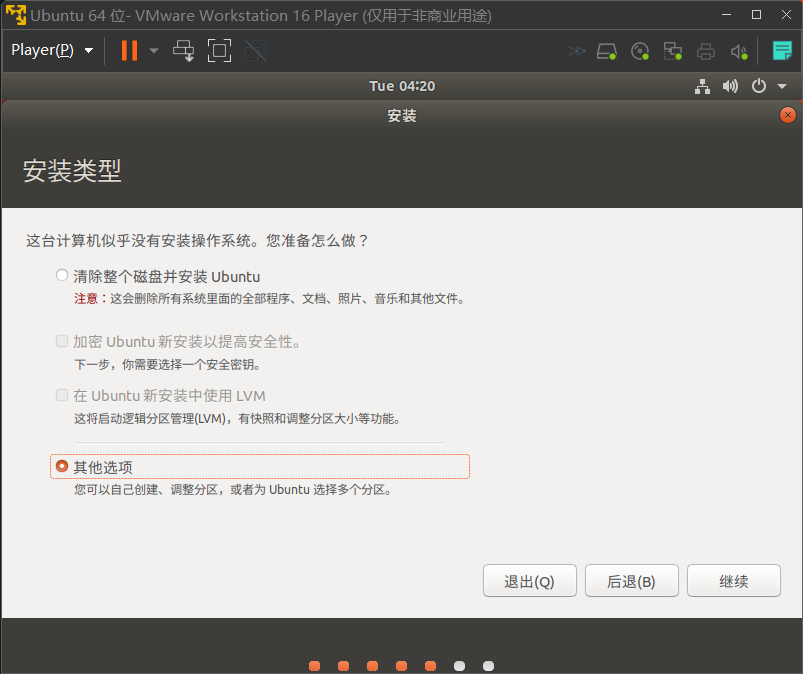 Ubuntu 64 位- VMware Workstation 16 Player (仅用于非商业用途)
Player(P)
Tue 04:20
安装
安装类型
这台计算机似乎没有安装操作系统。您准备怎么做？
清除整个磁盘并安装 Ubuntu
注意：这会删除所有系统里面的全部程序、文档、照片、音乐和其他文件。
加密 Ubuntu 新安装以提高安全性。
下一步，你需要选择一个安全密钥。
在 Ubuntu 新安装中使用 LVM
这将启动逻辑分区管理(LVM)，有快照和调整分区大小等功能。
其他选项
您可以自己创建、调整分区，或者为 Ubuntu 选择多个分区。
退出(Q)
后退(B)
继续